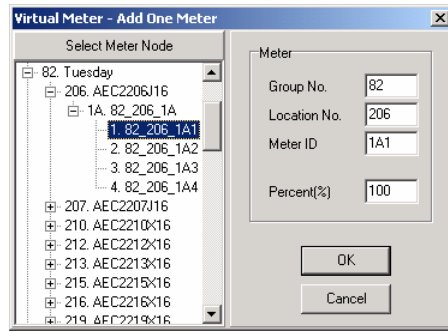 Virtual Meter - Add One Meter
Select Meter Node
82. Tuesday
206. AEC2206J16
1A. 82_206_1A
1. 82_206_1A1
2. 82_206_1A2
3. 82_206_1A3
4. 82_206_1A4
207. AEC2207J16
210. AEC2210X16
212. AEC2212X16
213. AEC2213X16
215. AEC2215X16
216. AEC2216X16
219. AEC2219X16
Meter
Group No. 82
Location No. 206
Meter ID 1A1
Percent(%) 100
OK
Cancel